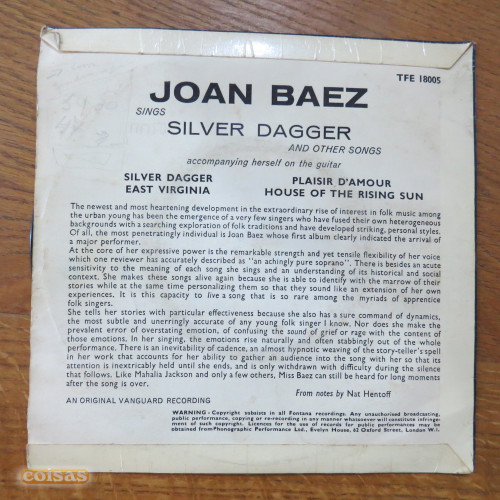 TFE 18005
JOAN BAEZ
SINGS
SILVER DAGGER
AND OTHER SONGS
accompanying herself on the guitar
SILVER DAGGER PLAISIR D'AMOUR
EAST VIRGINIA HOUSE OF THE RISING SUN
The newest and most heartening development in the extraordinary rise of interest in folk music among
the urban young has been the emergence of a very few singers who have fused their own heterogeneous
backgrounds with a searching exploration of folk traditions and have developed striking, personal styles.
Of all, the most penetratingly individual is Joan Baez whose first album clearly indicated the arrival of
a major performer.
At the core of her expressive power is the remarkable strength and yet tensile flexibility of her voice
which one reviewer has accurately described as "an achingly pure soprano". There is besides an acute
sensitivity to the meaning of each song she sings and an understanding of its historical and social
context. She makes these songs alive again because she is able to identify with the marrow of their
stories while at the same time personalizing them so that they sound like an extension of her own
experiences. It is this capacity to live a song that is so rare among the myriads of apprentice
folk singers.
She tells her stories with particular effectiveness because she also has a sure command of dynamics,
the most subtle and unerringly accurate of any young folk singer I know. Nor does she make the
prevalent error of overstating emotion, of confusing the sound of grief or rage with the content of
those emotions. In her singing, the emotions rise naturally and often stabbingly out of the whole
performance. There is an inevitability of cadence, an almost hypnotic weaving of the story-teller's spell
in her work that accounts for her ability to gather an audience into the song with her so that its
attention is inextricably held until she ends, and is only withdrawn with difficulty during the silence
that follows. Like Mahalia Jackson and only a few others, Miss Baez can still be heard for long moments
after the song is over.
From notes by Nat Hentoff
AN ORIGINAL VANGUARD RECORDING
WARNING - Copyright subsists in all Fontana recordings. Any unauthorised broadcasting,
public performance, copying or re-recording in any manner whatever will constitute infringe-
ment of such copyright. Licences for the use of records for public performance may be
obtained from Phonographic Performance Ltd., Evelyn House, 62 Oxford Street, London W.1.
coisas